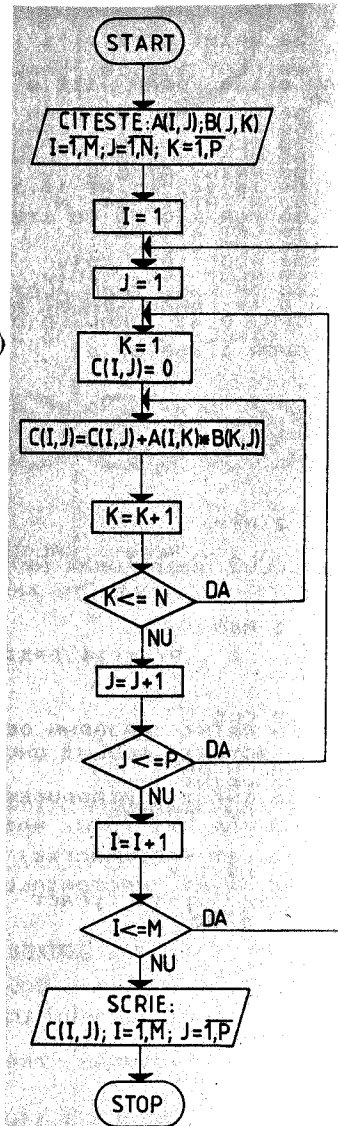 START
CITESTE: A(I,J); B(J,K)
I=1,M; J=1,N; K=1,P
I = 1
J = 1
K=1
C(I,J)= 0
C(I,J)=C(I,J)+A(I,K)*B(K,J)
K=K+1
K<= N
DA
NU
J=J+1
J<=P
DA
NU
I=I+1
I<=M
DA
NU
SCRIE:
C(I,J); I=1,M; J=1,P
STOP